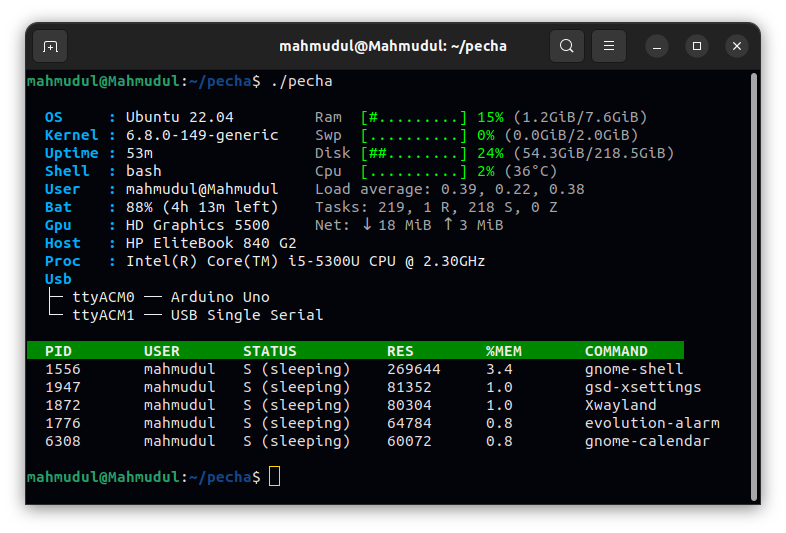 mahmudul@Mahmudul: ~/pecha
mahmudul@Mahmudul:~/pecha$ ./pecha
OS : Ubuntu 22.04 Ram [#.........] 15% (1.2GiB/7.6GiB)
Kernel : 6.8.0-149-generic Swp [..........] 0% (0.0GiB/2.0GiB)
Uptime : 53m Disk [##........] 24% (54.3GiB/218.5GiB)
Shell : bash Cpu [..........] 2% (36°C)
User : mahmudul@Mahmudul Load average: 0.39, 0.22, 0.38
Bat : 88% (4h 13m left) Tasks: 219, 1 R, 218 S, 0 Z
Gpu : HD Graphics 5500 Net: ↓18 MiB ↑3 MiB
Host : HP EliteBook 840 G2
Proc : Intel(R) Core(TM) i5-5300U CPU @ 2.30GHz
Usb
├─ ttyACM0 ── Arduino Uno
└─ ttyACM1 ── USB Single Serial
PID USER STATUS RES %MEM COMMAND
1556 mahmudul S (sleeping) 269644 3.4 gnome-shell
1947 mahmudul S (sleeping) 81352 1.0 gsd-xsettings
1872 mahmudul S (sleeping) 80304 1.0 Xwayland
1776 mahmudul S (sleeping) 64784 0.8 evolution-alarm
6308 mahmudul S (sleeping) 60072 0.8 gnome-calendar
mahmudul@Mahmudul:~/pecha$